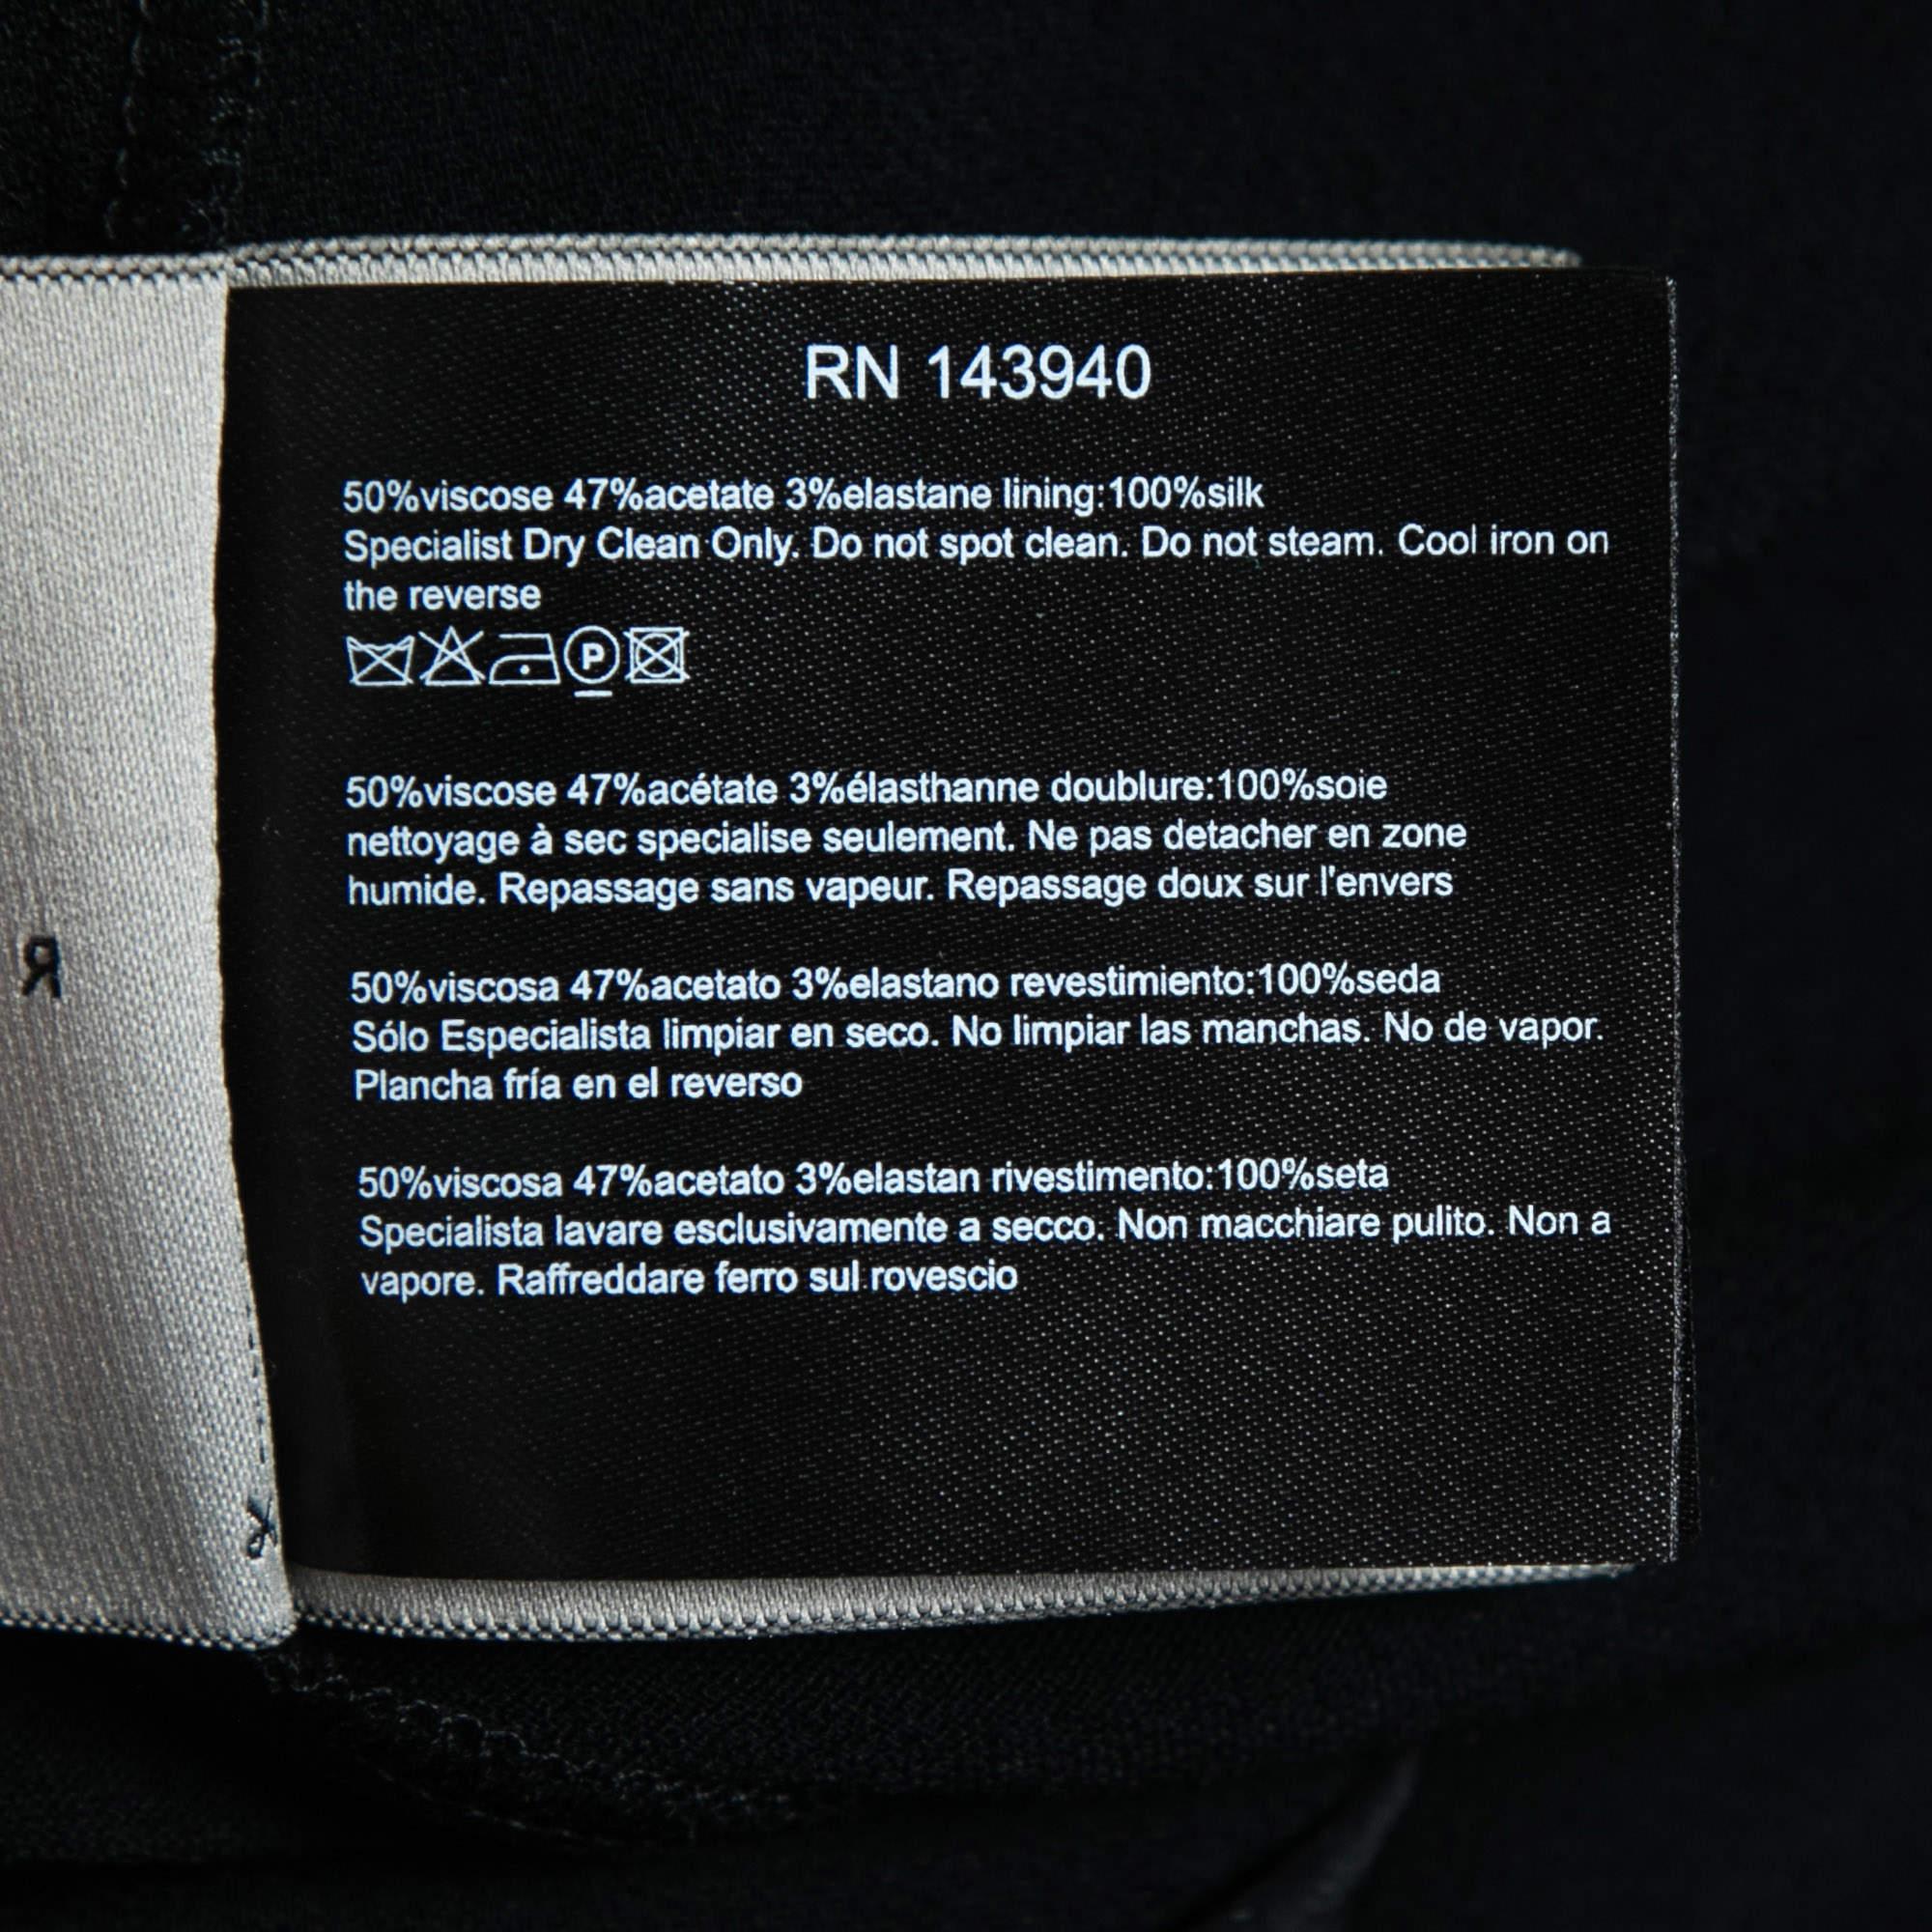 RN 143940
50%viscose 47%acetate 3%elastane lining:100%silk
Specialist Dry Clean Only. Do not spot clean. Do not steam. Cool iron on
the reverse
P
50%viscose 47%acétate 3%élasthanne doublure:100%soie
nettoyage à sec specialise seulement. Ne pas detacher en zone
humide. Repassage sans vapeur. Repassage doux sur l'envers
50%viscosa 47%acetato 3%elastano revestimiento:100%seda
Sólo Especialista limpiar en seco. No limpiar las manchas. No de vapor.
Plancha fría en el reverso
50%viscosa 47%acetato 3%elastan rivestimento:100%seta
Specialista lavare esclusivamente a secco. Non macchiare pulito. Non a
vapore. Raffreddare ferro sul rovescio